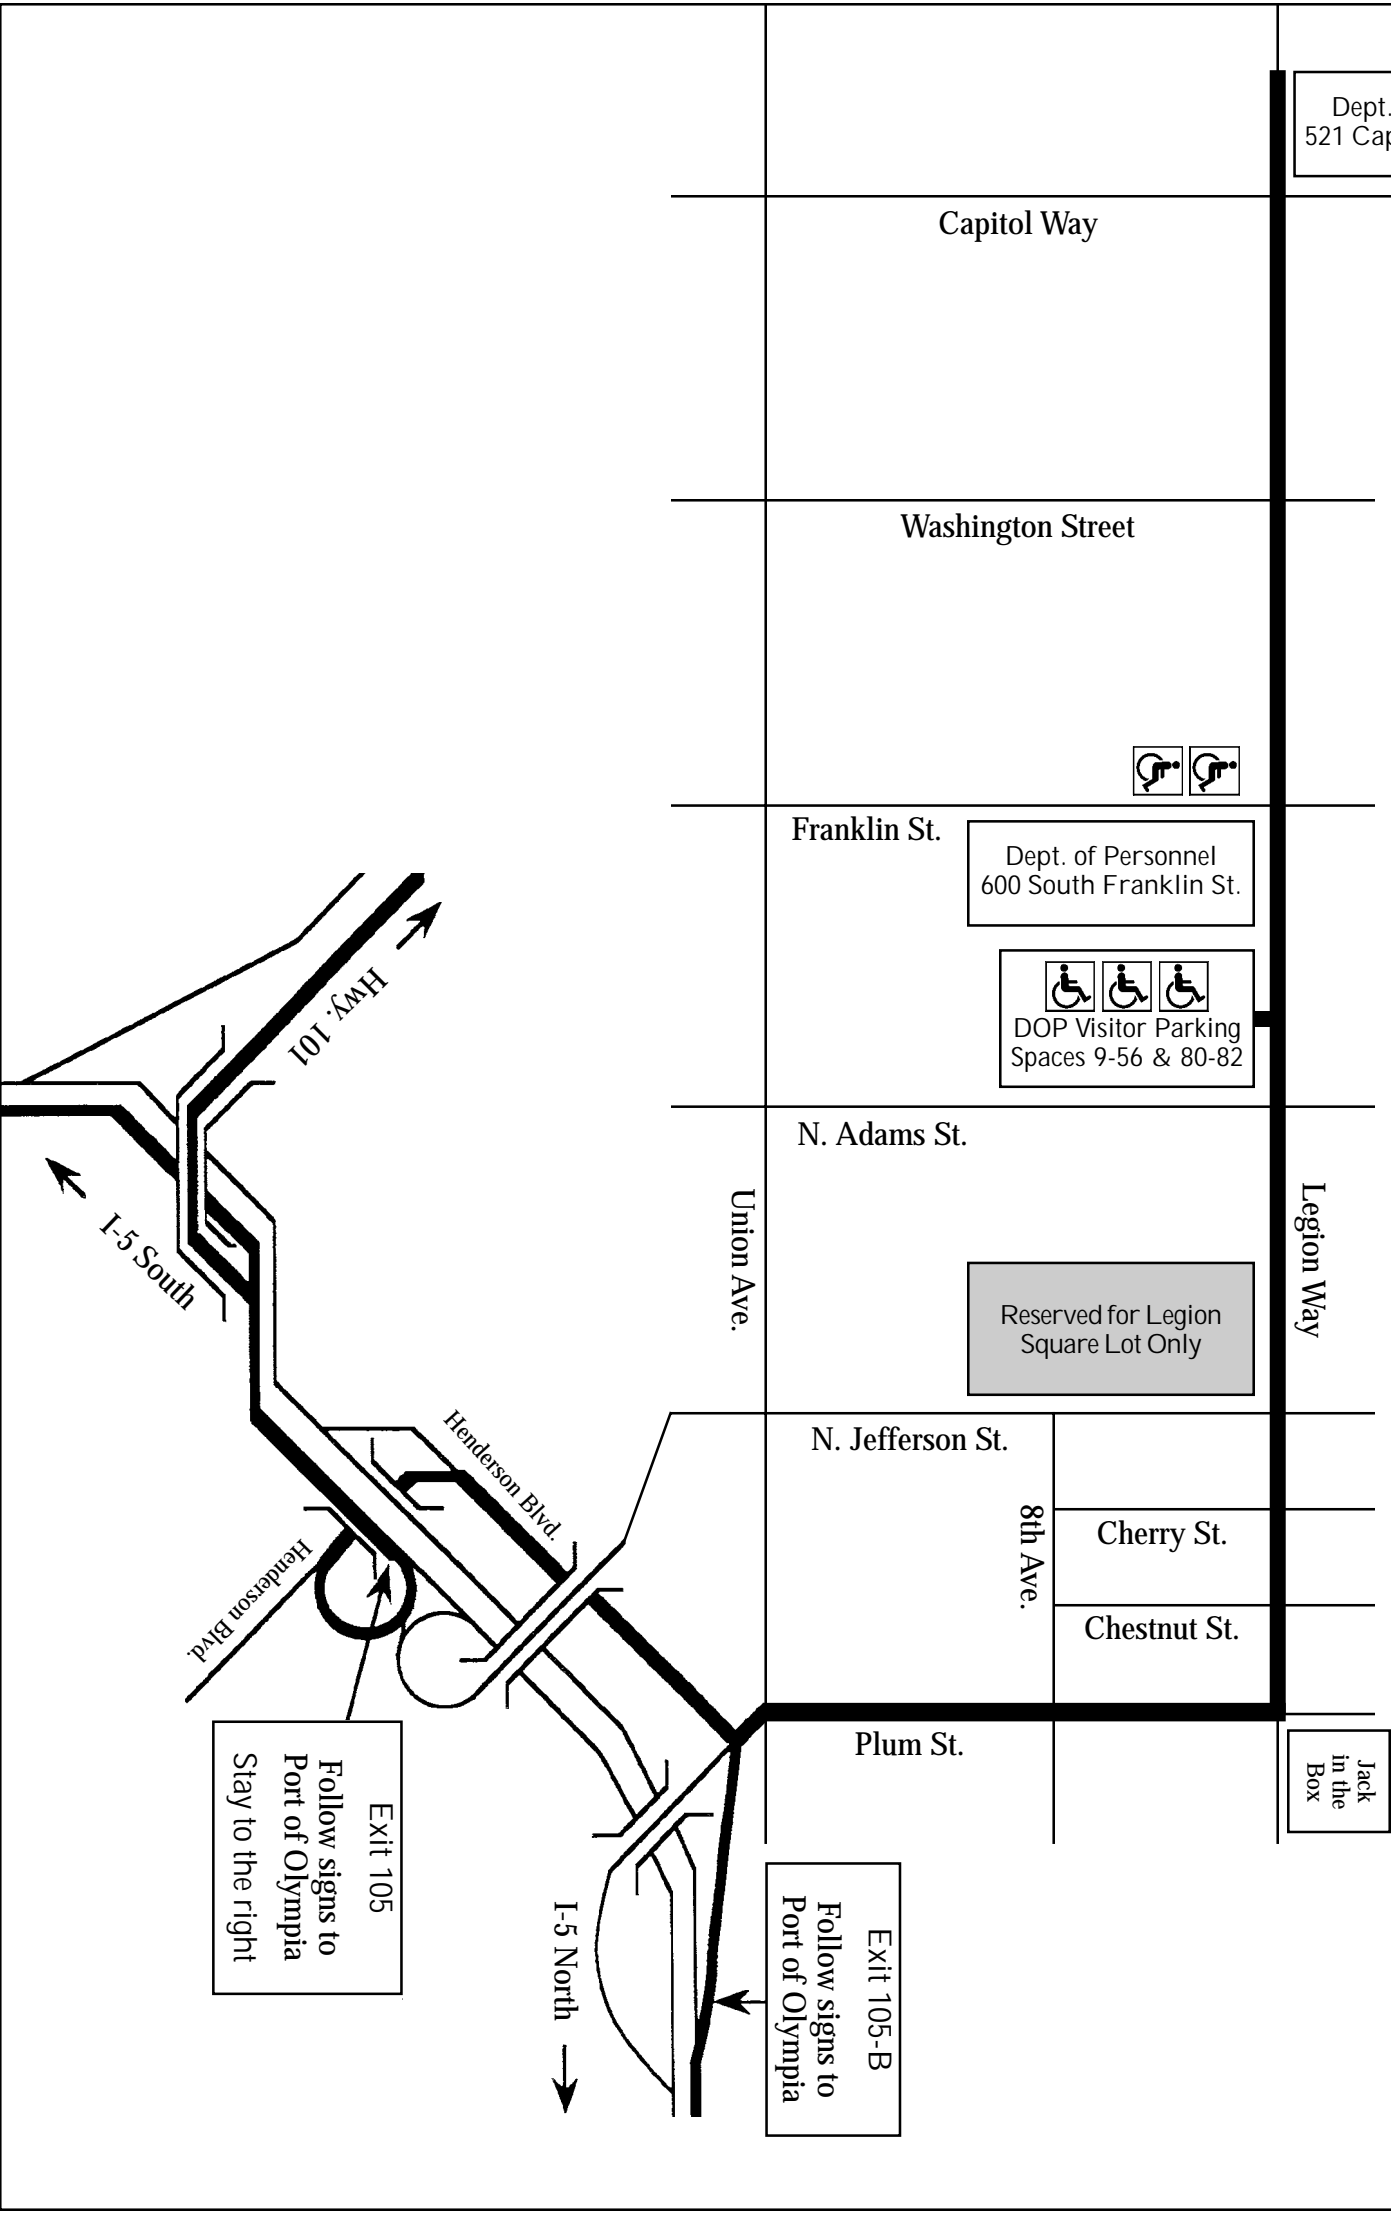 Dept.
521 Cap
Capitol Way
Washington Street
Franklin St.
Dept. of Personnel
600 South Franklin St.
DOP Visitor Parking
Spaces 9-56 & 80-82
Hwy. 101
N. Adams St.
I-5 South
Union Ave.
Legion Way
Reserved for Legion
Square Lot Only
N. Jefferson St.
Henderson Blvd.
8th Ave.
Cherry St.
Henderson Blvd.
Chestnut St.
Plum St.
Jack
in the
Box
Exit 105
Follow signs to
Port of Olympia
Stay to the right
I-5 North
Exit 105-B
Follow signs to
Port of Olympia